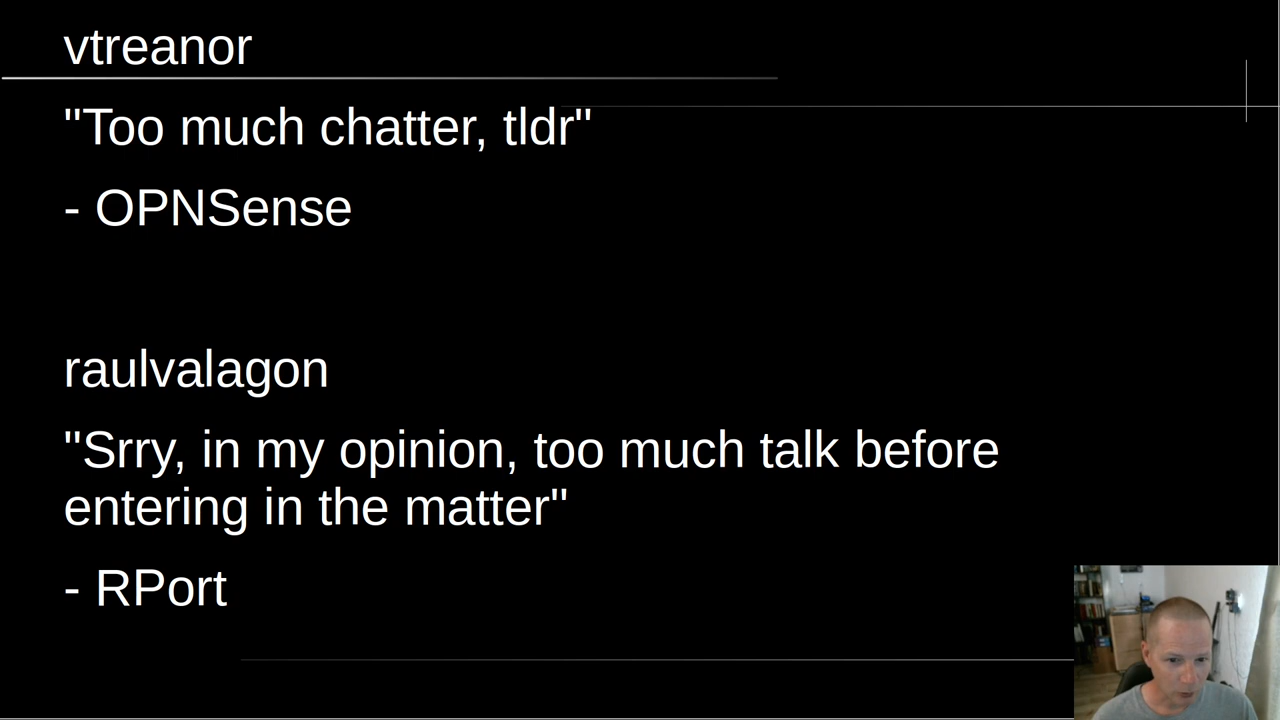 vtreanor
"Too much chatter, tldr"
- OPNSense
raulvalagon
"Srry, in my opinion, too much talk before
entering in the matter"
- RPort